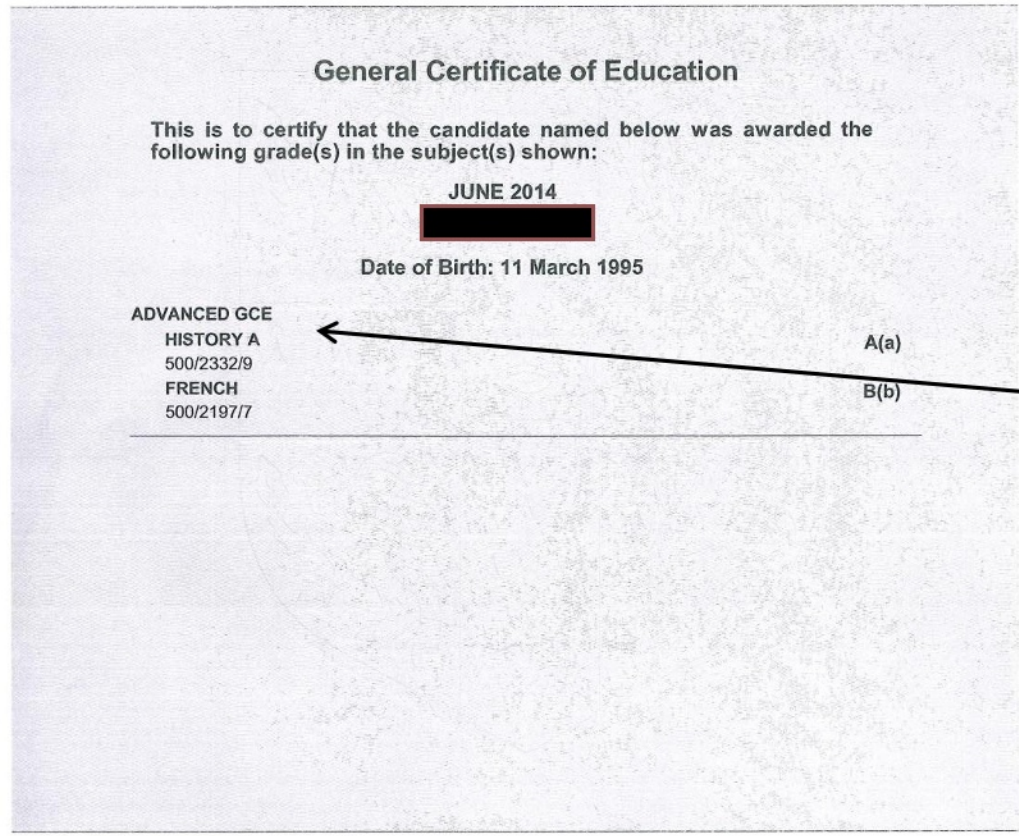 General Certificate of Education
This is to certify that the candidate named below was awarded the
following grade(s) in the subject(s) shown:
JUNE 2014
Date of Birth: 11 March 1995
ADVANCED GCE
HISTORY A A(a)
500/2332/9
FRENCH B(b)
500/2197/7